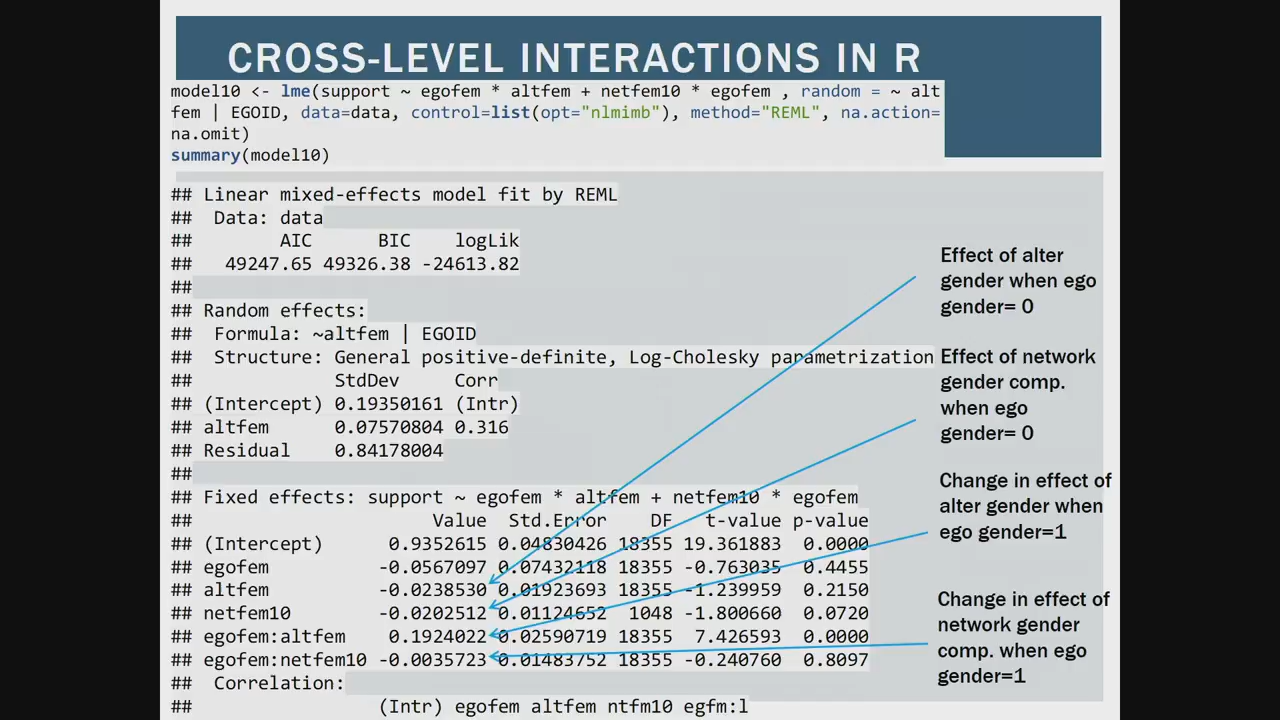 CROSS-LEVEL INTERACTIONS IN R
model10 <- lme(support ~ egofem * altfem + netfem10 * egofem , random = ~ alt
fem | EGOID, data=data, control=list(opt="nlmimb"), method="REML", na.action=
na.omit)
summary(model10)
## Linear mixed-effects model fit by REML
## Data: data
## AIC BIC logLik
## 49247.65 49326.38 -24613.82
##
## Random effects:
## Formula: ~altfem | EGOID
## Structure: General positive-definite, Log-Cholesky parametrization
## StdDev Corr
## (Intercept) 0.19350161 (Intr)
## altfem 0.07570804 0.316
## Residual 0.84178004
##
## Fixed effects: support ~ egofem * altfem + netfem10 * egofem
## Value Std.Error DF t-value p-value
## (Intercept) 0.9352615 0.04830426 18355 19.361883 0.0000
## egofem -0.0567097 0.07432118 18355 -0.763035 0.4455
## altfem -0.0238530 0.01923693 18355 -1.239959 0.2150
## netfem10 -0.0202512 0.01124652 1048 -1.800660 0.0720
## egofem:altfem 0.1924022 0.02590719 18355 7.426593 0.0000
## egofem:netfem10 -0.0035723 0.01483752 18355 -0.240760 0.8097
## Correlation:
## (Intr) egofem altfem ntfm10 egfm:l
Effect of alter
gender when ego
gender= 0
Effect of network
gender comp.
when ego
gender= 0
Change in effect of
alter gender when
ego gender=1
Change in effect of
network gender
comp. when ego
gender=1